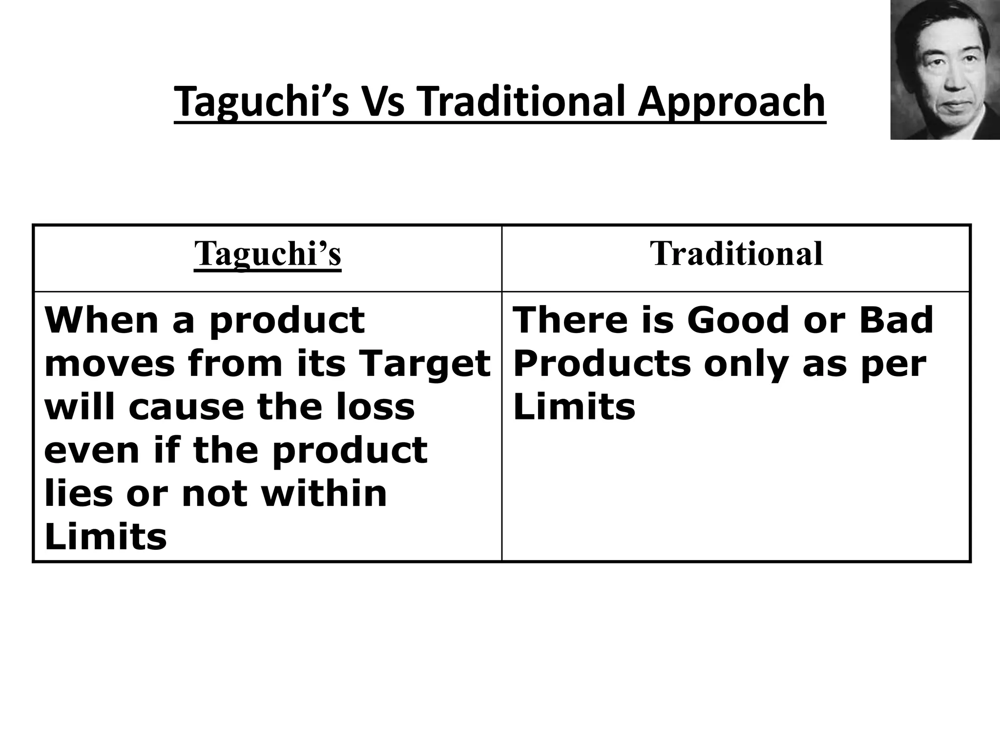 Taguchi’s Vs Traditional Approach
Taguchi’s
Traditional
When a product
moves from its Target
will cause the loss
even if the product
lies or not within
Limits
There is Good or Bad
Products only as per
Limits